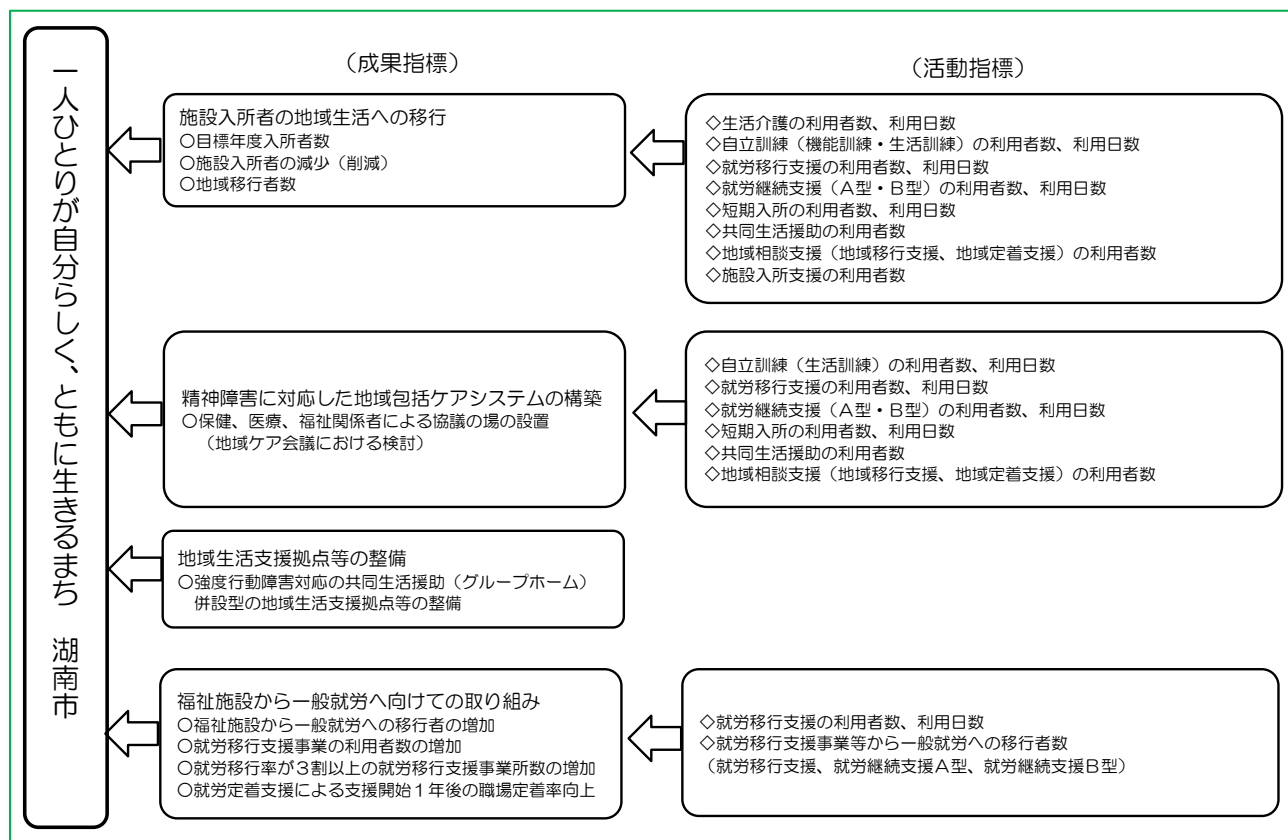 一人ひとりが自分らしく、ともに生きるまち　湖南市
（成果指標）
（活動指標）
施設入所者の地域生活への移行
○目標年度入所者数
○施設入所者の減少（削減）
○地域移行者数
◇生活介護の利用者数、利用日数
◇自立訓練（機能訓練・生活訓練）の利用者数、利用日数
◇就労移行支援の利用者数、利用日数
◇就労継続支援（Ａ型・Ｂ型）の利用者数、利用日数
◇短期入所の利用者数、利用日数
◇共同生活援助の利用者数
◇地域相談支援（地域移行支援、地域定着支援）の利用者数
◇施設入所支援の利用者数
精神障害に対応した地域包括ケアシステムの構築
○保健、医療、福祉関係者による協議の場の設置
（地域ケア会議における検討）
◇自立訓練（生活訓練）の利用者数、利用日数
◇就労移行支援の利用者数、利用日数
◇就労継続支援（Ａ型・Ｂ型）の利用者数、利用日数
◇短期入所の利用者数、利用日数
◇共同生活援助の利用者数
◇地域相談支援（地域移行支援、地域定着支援）の利用者数
地域生活支援拠点等の整備
○強度行動障害対応の共同生活援助（グループホーム）
併設型の地域生活支援拠点等の整備
福祉施設から一般就労へ向けての取り組み
○福祉施設から一般就労への移行者の増加
○就労移行支援事業の利用者数の増加
○就労移行率が３割以上の就労移行支援事業所数の増加
○就労定着支援による支援開始１年後の職場定着率向上
◇就労移行支援の利用者数、利用日数
◇就労移行支援事業等から一般就労への移行者数
（就労移行支援、就労継続支援Ａ型、就労継続支援Ｂ型）